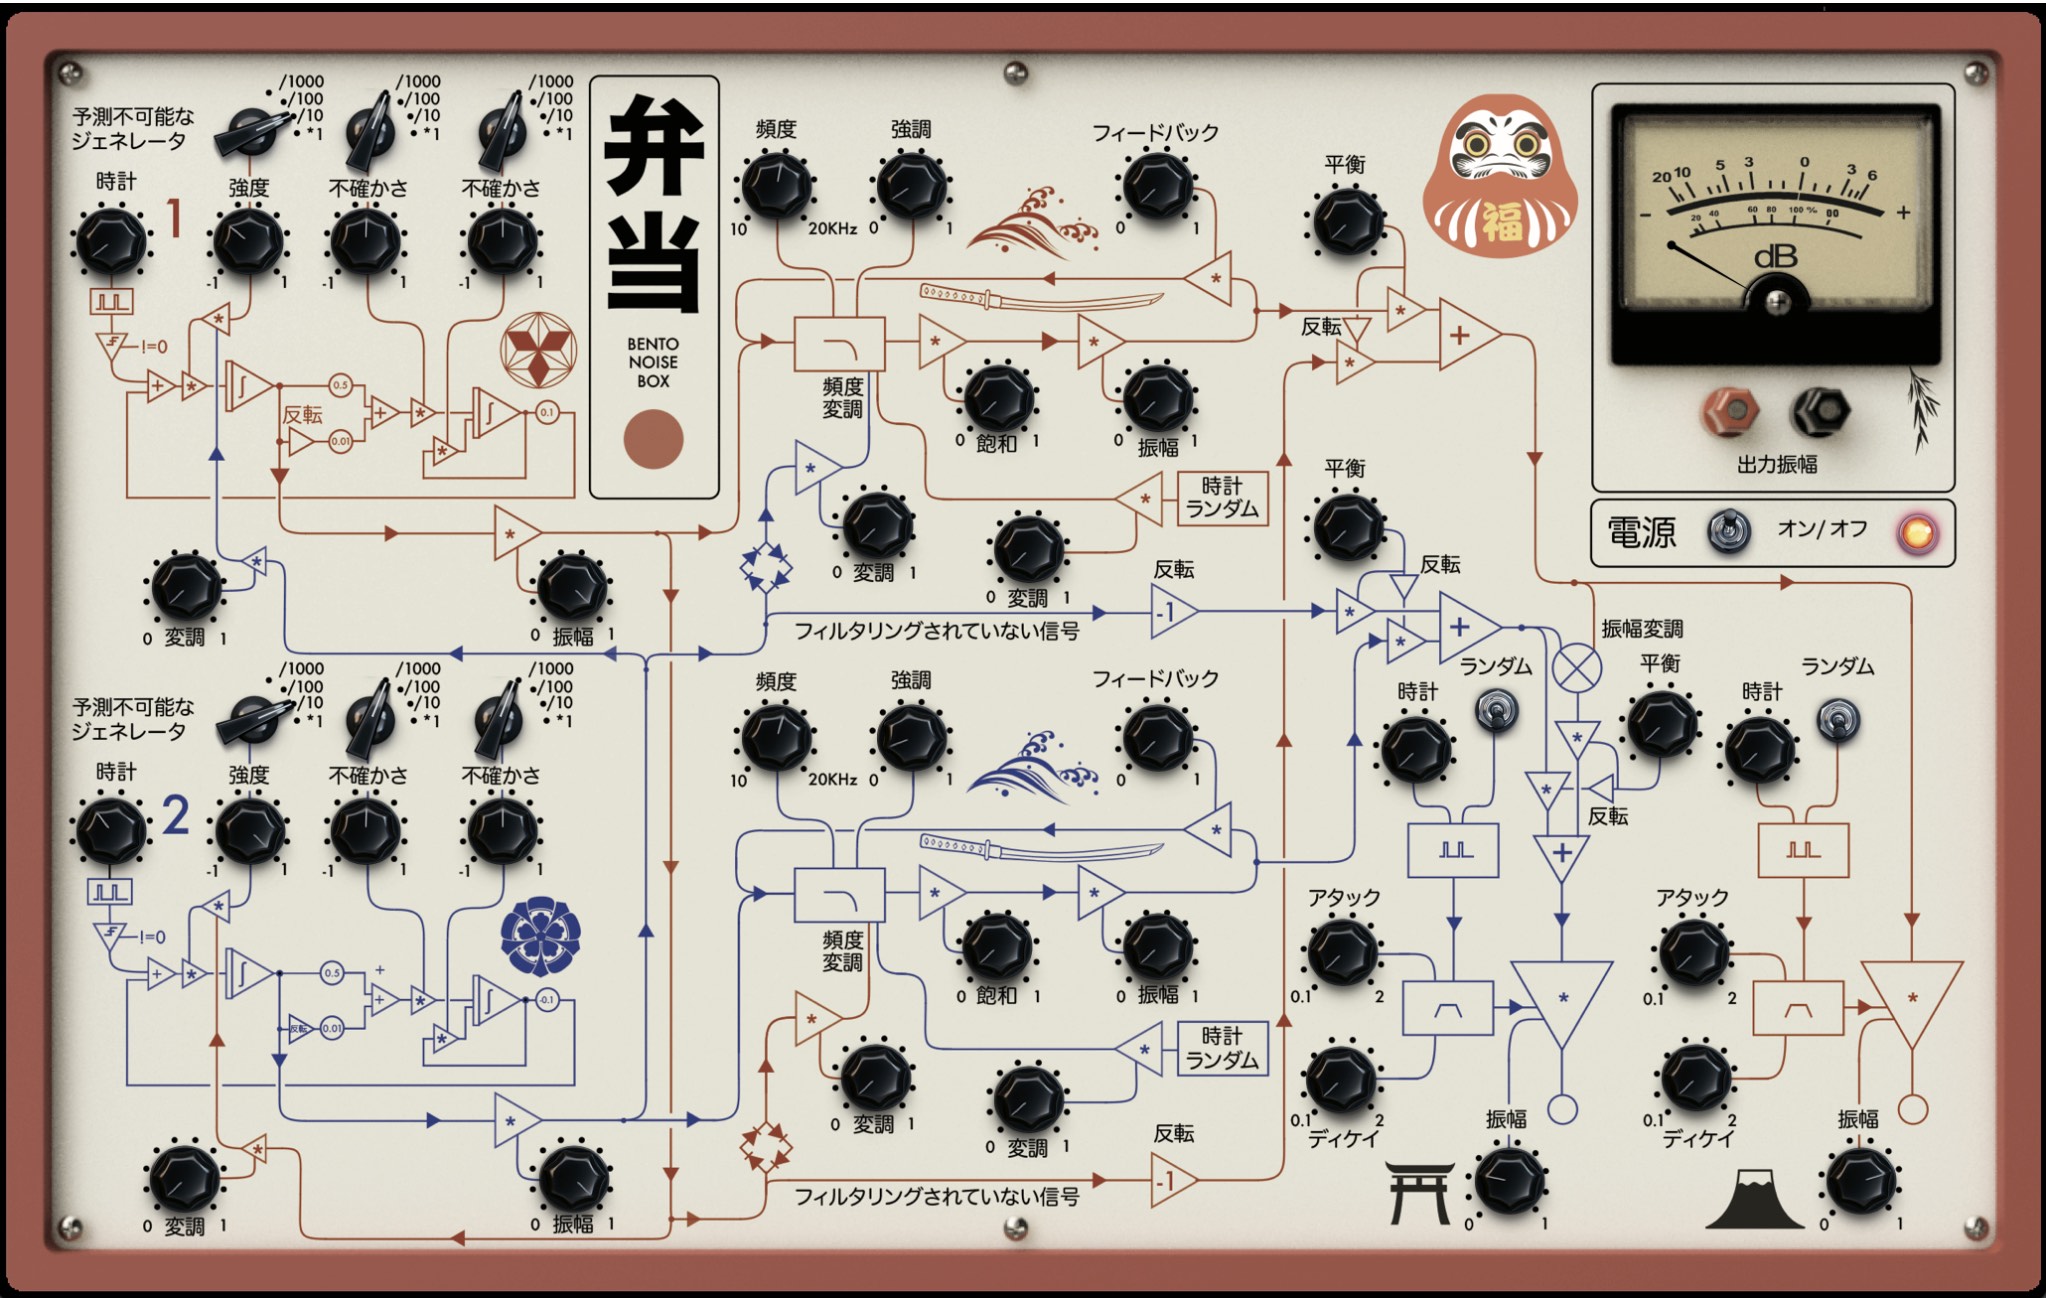 予測不可能な
ジェネレータ
/1000
/100
/10
*1
/1000
/100
/10
*1
/1000
/100
/10
*1
時計
1
強度
不確かさ
不確かさ
-1 1
-1 1
-1 1
*
!=0
+
*
∫
0.5
反転
0.01
+
*
*
∫
0.1
*
0 変調 1
*
0 振幅 1
弁
当
BENTO
NOISE
BOX
頻度
10 20KHz
強調
0 1
フィードバック
0 1
*
*
*
頻度
変調
0 飽和 1
0 振幅 1
*
0 変調 1
*
時計
ランダム
0 変調 1
反転
-1
フィルタリングされていない信号
平衡
反転
*
*
+
福
20 10 5 3 0 3 6
- +
20 40 60 80 100 %
dB
出力振幅
電源
オン/オフ
平衡
反転
*
*
+
振幅変調
平衡
*
*
反転
+
予測不可能な
ジェネレータ
/1000
/100
/10
*1
/1000
/100
/10
*1
/1000
/100
/10
*1
時計
2
強度
不確かさ
不確かさ
-1 1
-1 1
-1 1
*
!=0
+
*
∫
0.5
+
反転
0.01
+
*
*
∫
-0.1
*
0 変調 1
*
0 振幅 1
頻度
10 20KHz
強調
0 1
フィードバック
0 1
*
*
*
頻度
変調
0 飽和 1
0 振幅 1
*
0 変調 1
*
時計
ランダム
0 変調 1
反転
-1
フィルタリングされていない信号
時計
ランダム
アタック
0.1 2
0.1 2
ディケイ
*
振幅
0 1
時計
ランダム
アタック
0.1 2
0.1 2
ディケイ
*
振幅
0 1